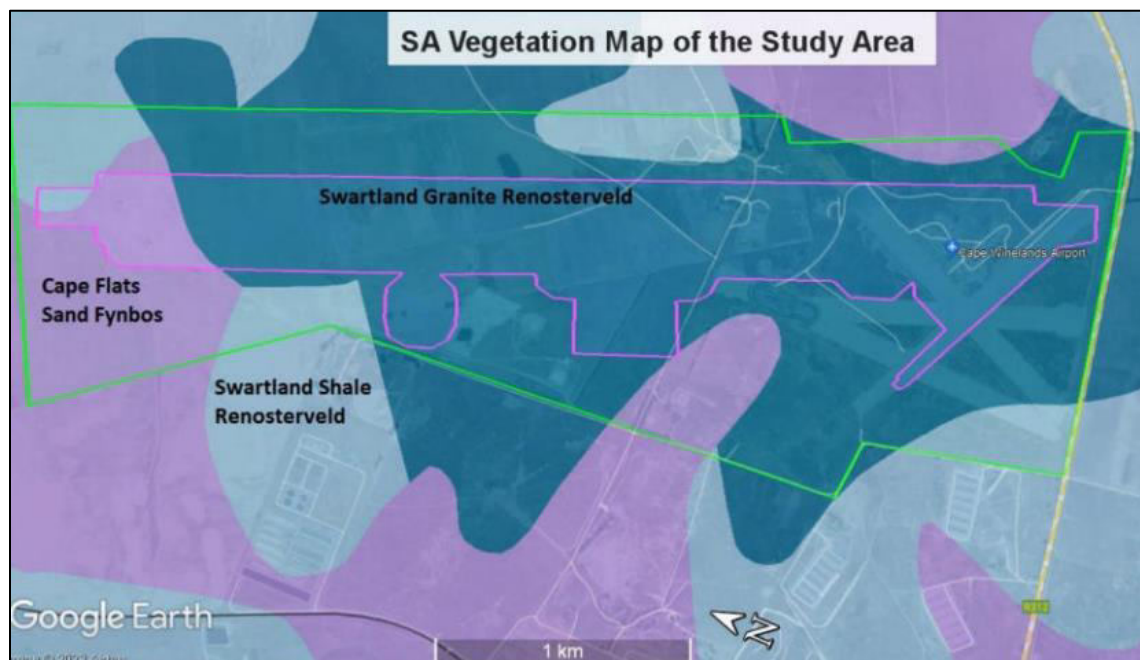 SA Vegetation Map of the Study Area
Swartland Granite Renosterveld
Cape Winelands Airport
Cape Flats
Sand Fynbos
Swartland Shale
Renosterveld
R312
Google Earth
N
1 km